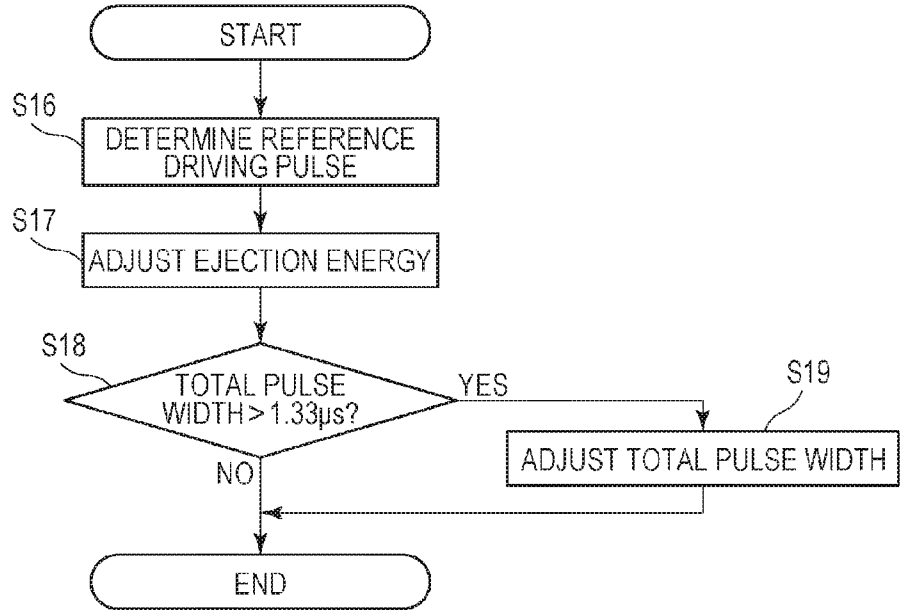 START
S16
DETERMINE REFERENCE
DRIVING PULSE
S17
ADJUST EJECTION ENERGY
S18
TOTAL PULSE
WIDTH > 1.33µs?
YES
S19
ADJUST TOTAL PULSE WIDTH
NO
END